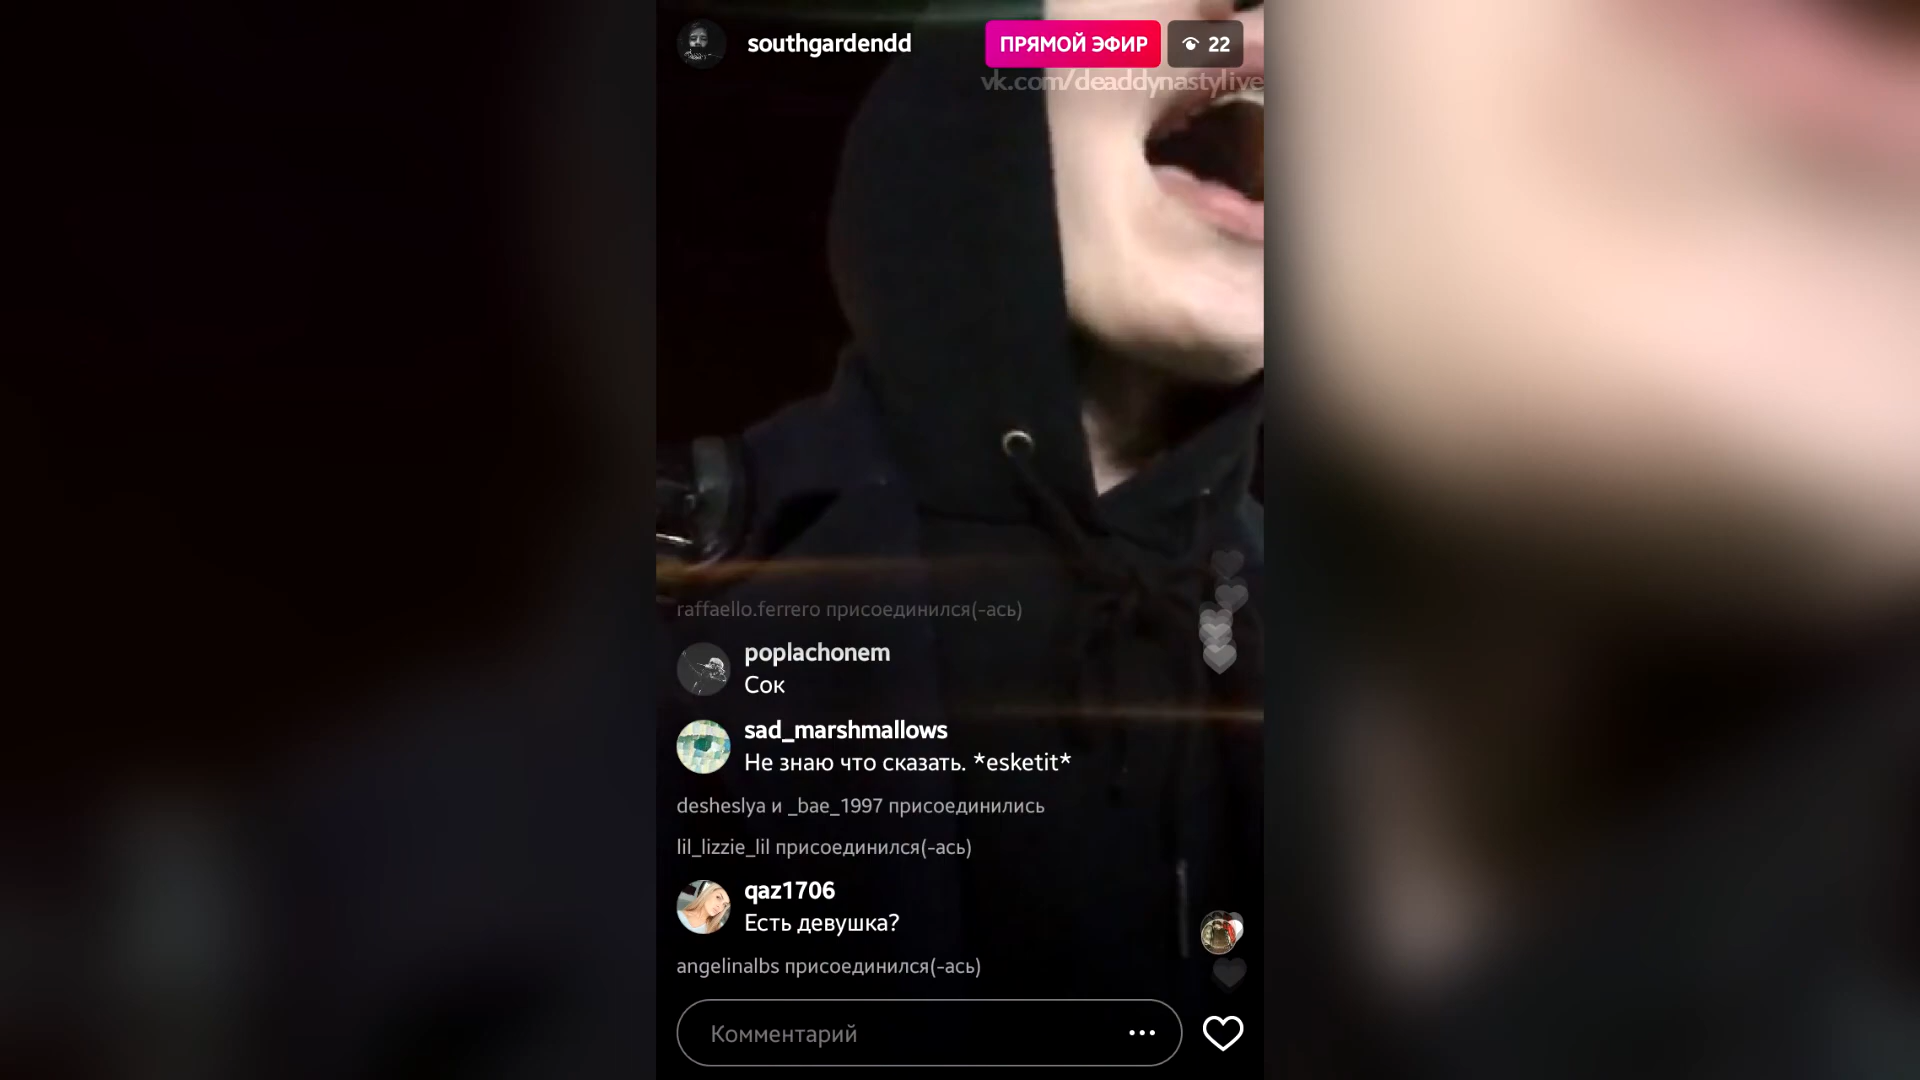 southgardendd
ПРЯМОЙ ЭФИР
22
vk.com/deaddynastylive
raffaello.ferrero присоединился(-ась)
poplachonem
Сок
sad_marshmallows
Не знаю что сказать. *esketit*
desheslya и _bae_1997 присоединились
lil_lizzie_lil присоединился(-ась)
qaz1706
Есть девушка?
angelinalbs присоединился(-ась)
Комментарий